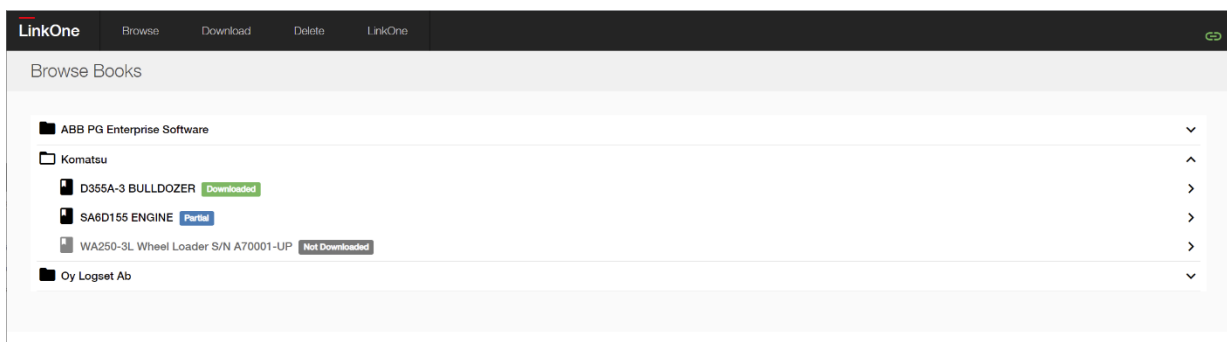 LinkOne Browse Download Delete LinkOne
Browse Books
ABB PG Enterprise Software
Komatsu
D355A-3 BULLDOZER Downloaded
SA6D155 ENGINE Partial
WA250-3L Wheel Loader S/N A70001-UP Not Downloaded
Oy Logset Ab